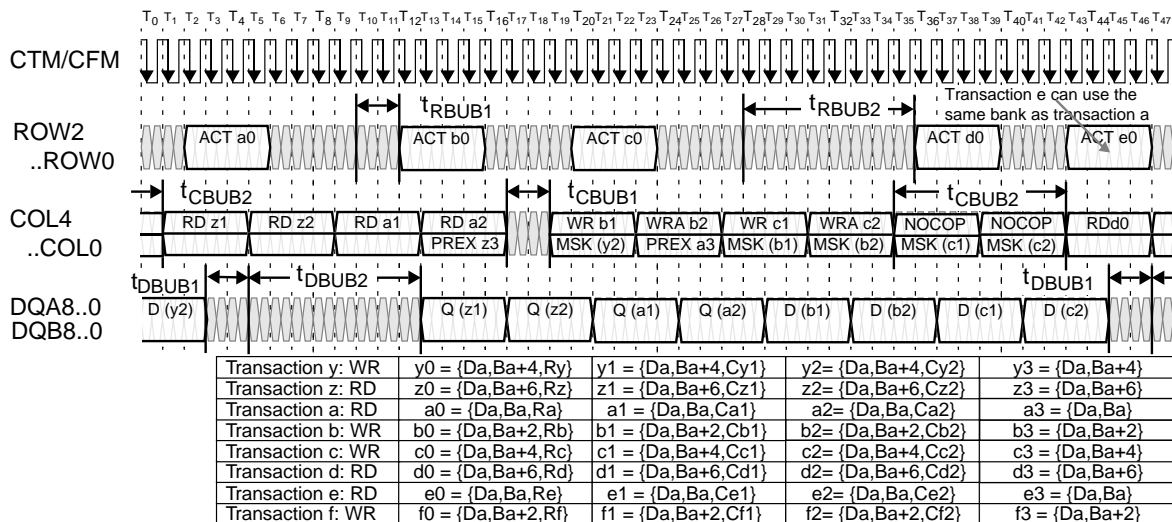 T0 T1 T2 T3 T4 T5 T6 T7 T8 T9 T10 T11 T12 T13 T14 T15 T16 T17 T18 T19 T20 T21 T22 T23 T24 T25 T26 T27 T28 T29 T30 T31 T32 T33 T34 T35 T36 T37 T38 T39 T40 T41 T42 T43 T44 T45 T46 T47
CTM/CFM
tRBUB1 tRBUB2 Transaction e can use the
same bank as transaction a
ROW2
..ROW0
ACT a0 ACT b0 ACT c0 ACT d0 ACT e0
tCBUB2 tCBUB1 tCBUB2
COL4
..COL0
RD z1 RD z2 RD a1 RD a2 WR b1 WRA b2 WR c1 WRA c2 NOCOP NOCOP RDd0
PREX z3 MSK (y2) PREX a3 MSK (b1) MSK (b2) MSK (c1) MSK (c2)
tDBUB1 tDBUB2 tDBUB1
DQA8..0
DQB8..0
D (y2) Q (z1) Q (z2) Q (a1) Q (a2) D (b1) D (b2) D (c1) D (c2)
Transaction y: WR y0 = {Da,Ba+4,Ry} y1 = {Da,Ba+4,Cy1} y2= {Da,Ba+4,Cy2} y3 = {Da,Ba+4}
Transaction z: RD z0 = {Da,Ba+6,Rz} z1 = {Da,Ba+6,Cz1} z2= {Da,Ba+6,Cz2} z3 = {Da,Ba+6}
Transaction a: RD a0 = {Da,Ba,Ra} a1 = {Da,Ba,Ca1} a2= {Da,Ba,Ca2} a3 = {Da,Ba}
Transaction b: WR b0 = {Da,Ba+2,Rb} b1 = {Da,Ba+2,Cb1} b2= {Da,Ba+2,Cb2} b3 = {Da,Ba+2}
Transaction c: WR c0 = {Da,Ba+4,Rc} c1 = {Da,Ba+4,Cc1} c2= {Da,Ba+4,Cc2} c3 = {Da,Ba+4}
Transaction d: RD d0 = {Da,Ba+6,Rd} d1 = {Da,Ba+6,Cd1} d2= {Da,Ba+6,Cd2} d3 = {Da,Ba+6}
Transaction e: RD e0 = {Da,Ba,Re} e1 = {Da,Ba,Ce1} e2= {Da,Ba,Ce2} e3 = {Da,Ba}
Transaction f: WR f0 = {Da,Ba+2,Rf} f1 = {Da,Ba+2,Cf1} f2= {Da,Ba+2,Cf2} f3 = {Da,Ba+2}